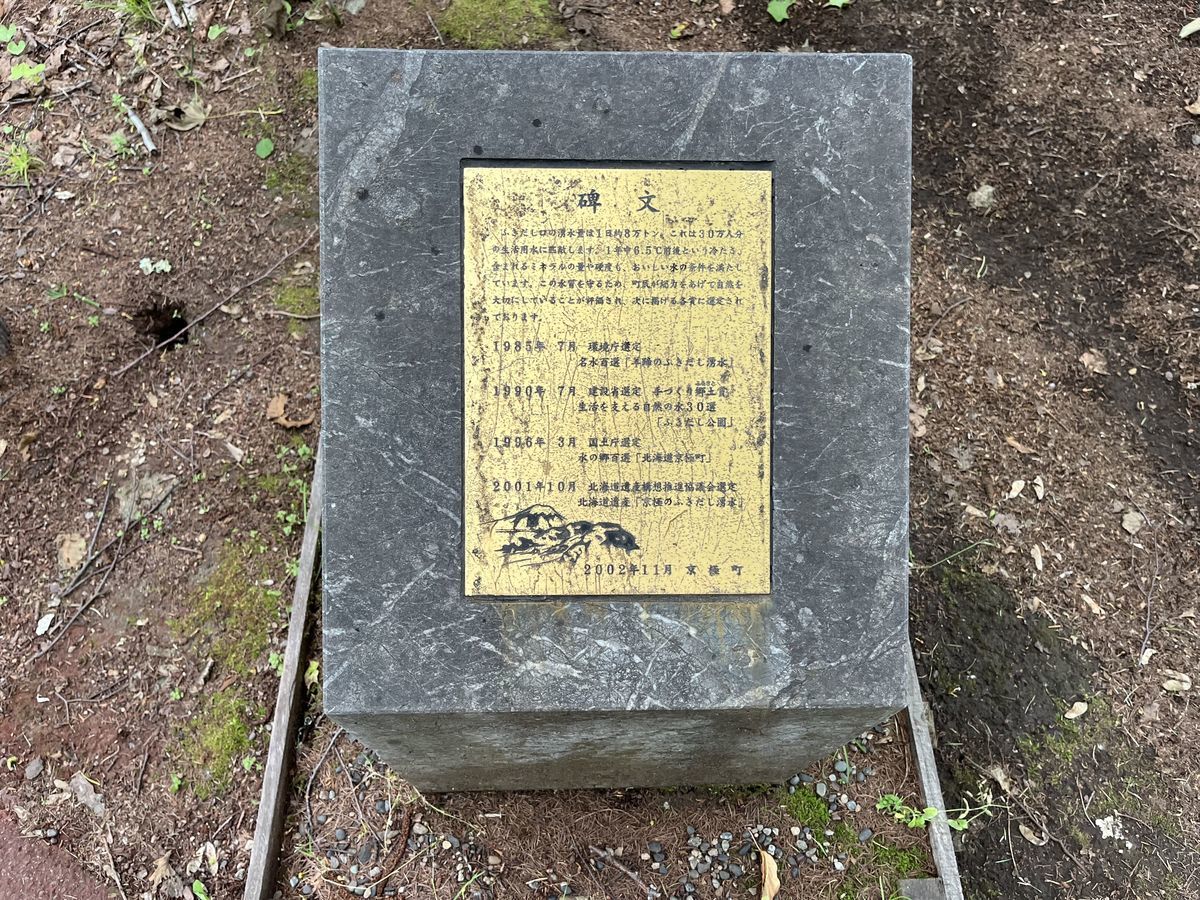 碑 文
ふきだし口の湧水量は1日約8万トン。これは30万人分
の生活用水に匹敵します。1年中6.5℃前後という冷たさ、
含まれるミネラルの量や硬度も、おいしい水の条件を満たし
ています。この水質を守るため、町民が総力をあげて自然を
大切にしていることが評価され、次に掲げる各賞に選定され
ております。
1985年 7月 環境庁選定
名水百選「羊蹄のふきだし湧水」
1990年 7月 建設省選定 手づくり郷土賞
生活を支える自然の水30選
「ふきだし公園」
1996年 3月 国土庁選定
水の郷百選「北海道京極町」
2001年10月 北海道遺産構想推進協議会選定
北海道遺産「京極のふきだし湧水」
2002年11月 京 極 町